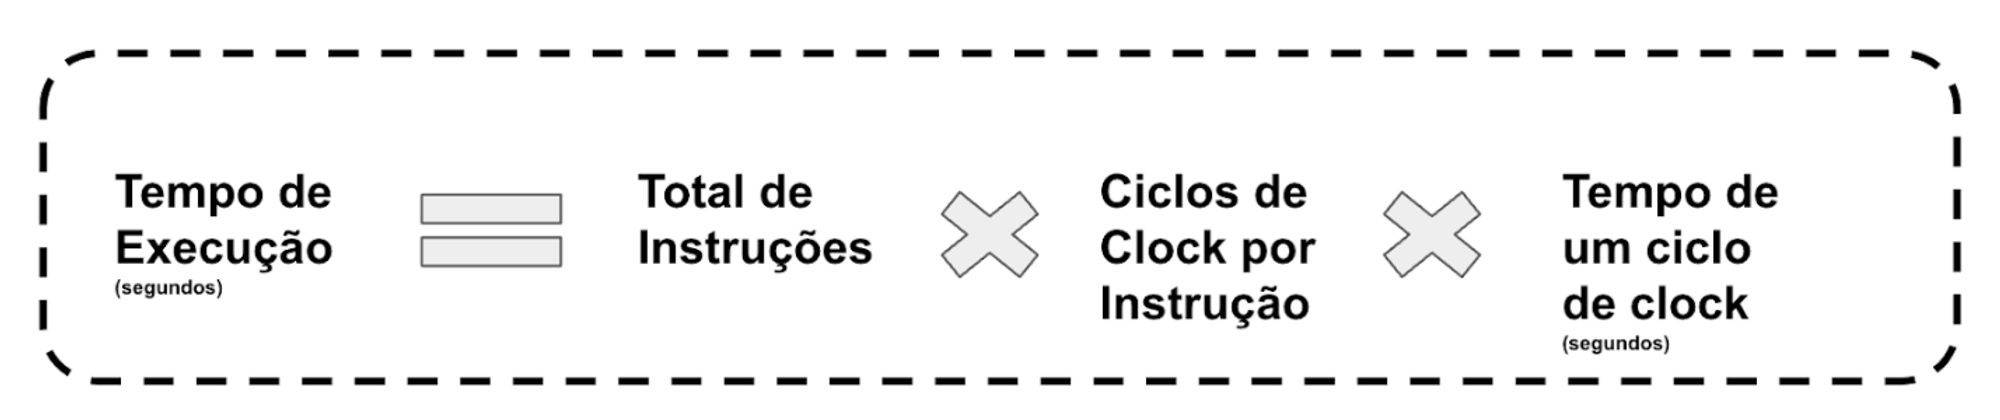 Tempo de
Execução
(segundos)
Total de
Instruções
Ciclos de
Clock por
Instrução
Tempo de
um ciclo
de clock
(segundos)